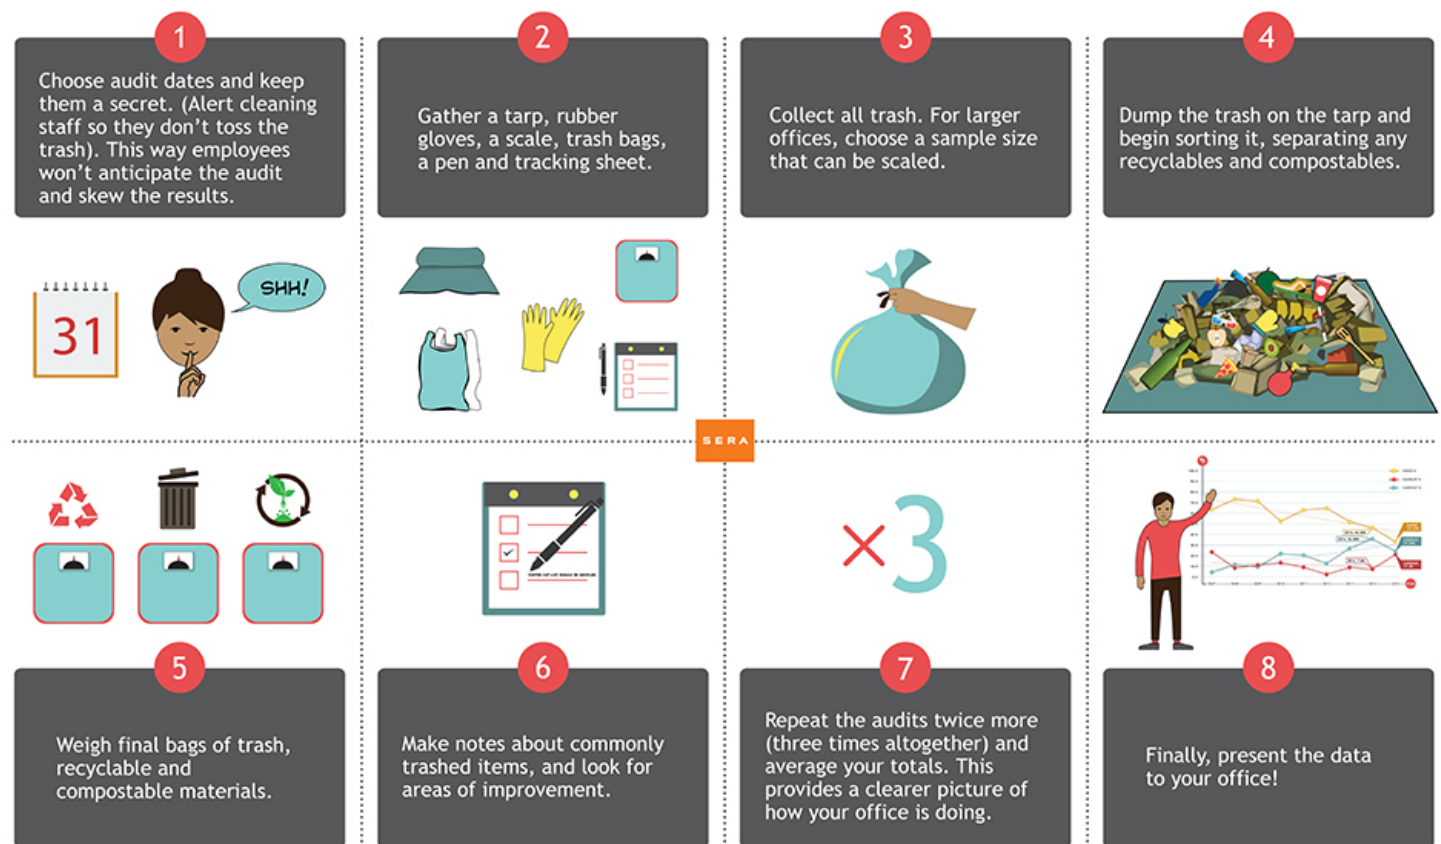 1
Choose audit dates and keep
them a secret. (Alert cleaning
staff so they don't toss the
trash). This way employees
won't anticipate the audit
and skew the results.
2
Gather a tarp, rubber
gloves, a scale, trash bags,
a pen and tracking sheet.
3
Collect all trash. For larger
offices, choose a sample size
that can be scaled.
4
Dump the trash on the tarp and
begin sorting it, separating any
recyclables and compostables.
31
SHH!
SERA
×3
5
Weigh final bags of trash,
recyclable and
compostable materials.
6
Make notes about commonly
trashed items, and look for
areas of improvement.
7
Repeat the audits twice more
(three times altogether) and
average your totals. This
provides a clearer picture of
how your office is doing.
8
Finally, present the data
to your office!